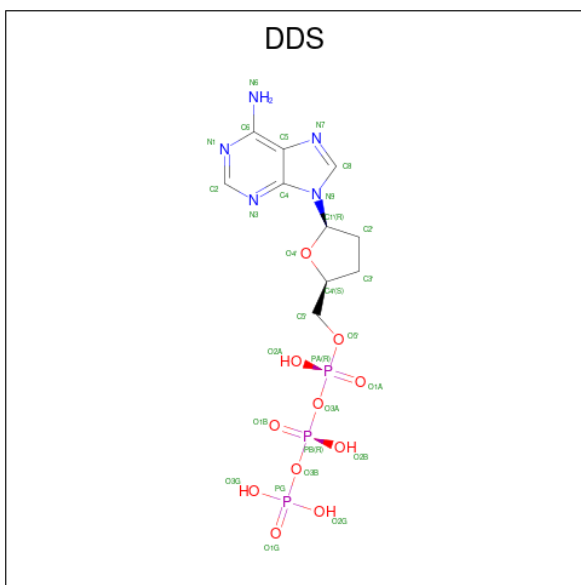 DDS
N6
NH2
C6
N1
N
C5
N7
N
C8
C2
N3
N
C4
N
N9
C1'(R)
O4'
O
C2'
C3'
C4'(S)
C5'
O
O5'
O2A
HO
PA(R)
P
O
O1A
O
O3A
O1B
O
P
PB(R)
OH
O2B
O
O3B
O3G
HO
PG
P
OH
O2G
O
O1G